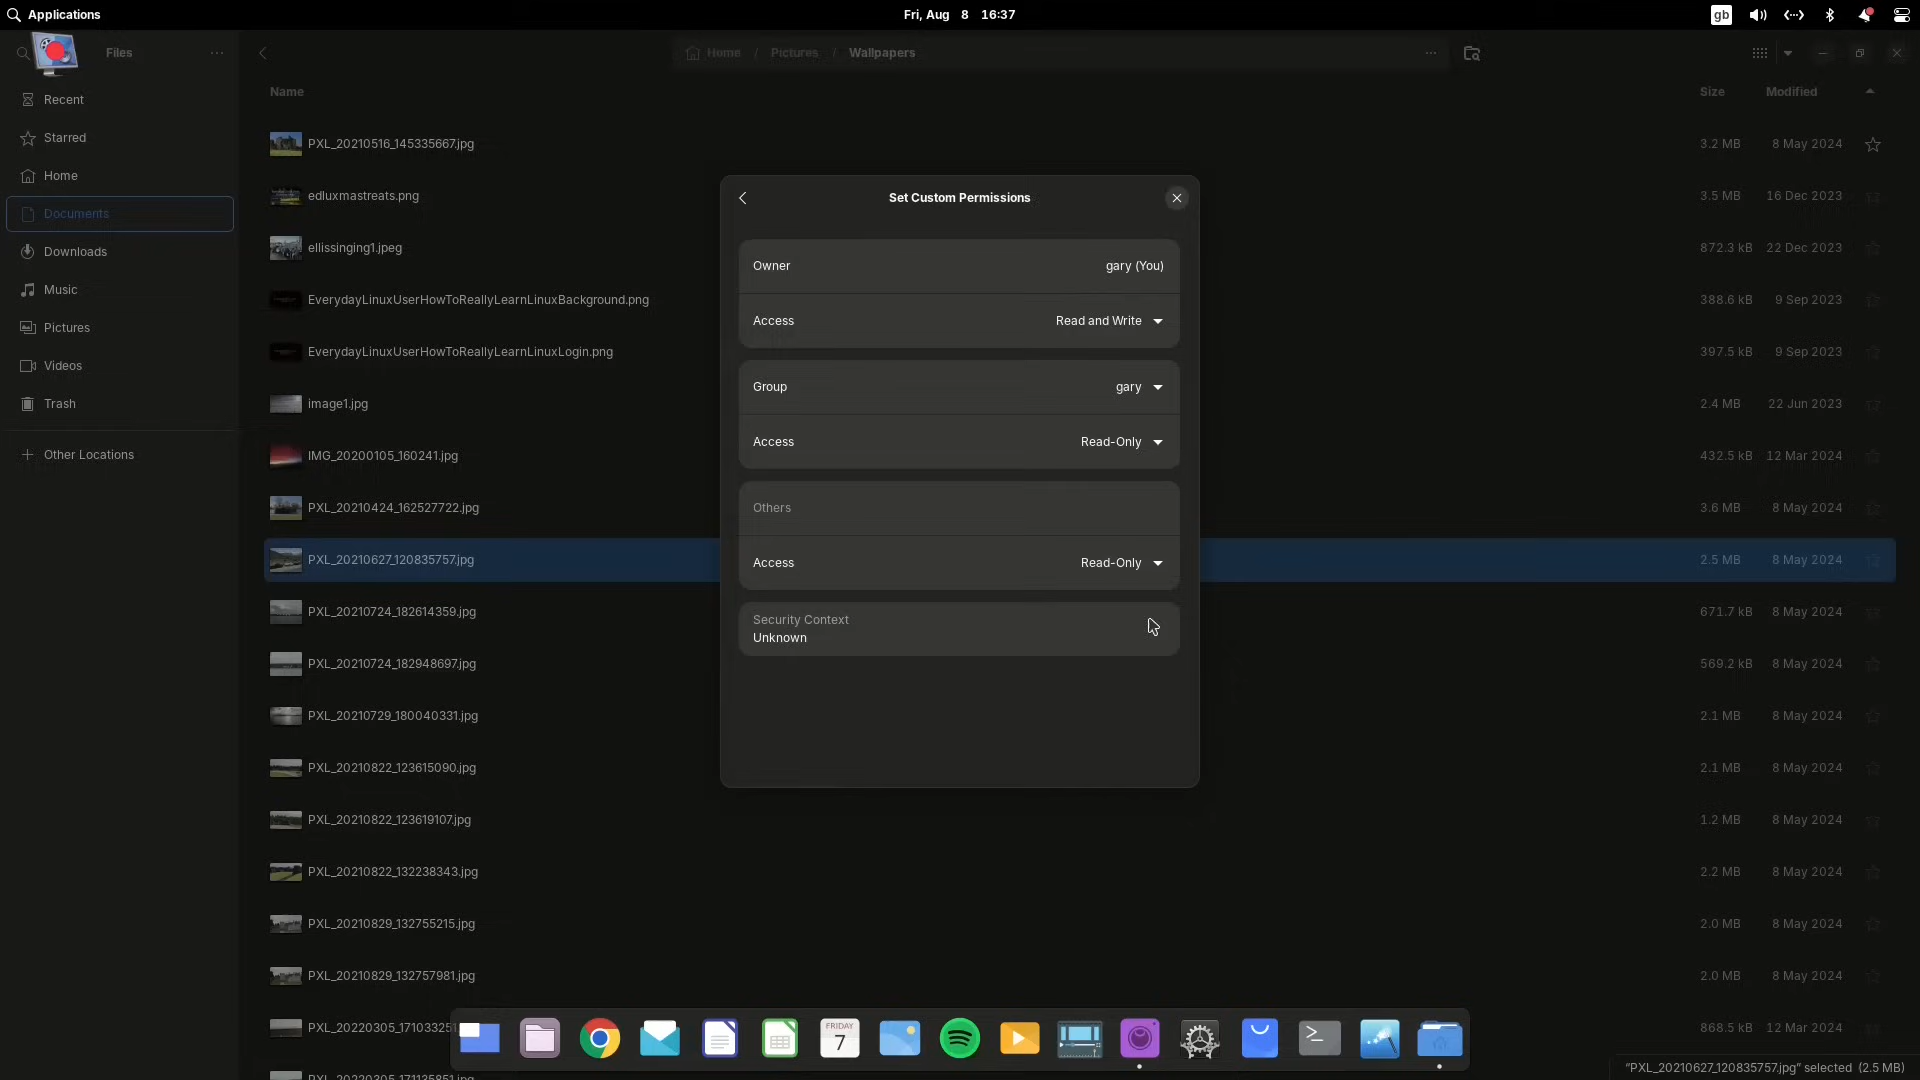 Applications
Fri, Aug 8 16:37
gb
Files
Home / Pictures / Wallpapers
Recent
Starred
Home
Documents
Downloads
Music
Pictures
Videos
Trash
Other Locations
Name Size Modified
PXL_20210516_145335667.jpg 3.2 MB 8 May 2024
edluxmastreats.png 3.5 MB 16 Dec 2023
ellissinging1.jpeg 872.3 kB 22 Dec 2023
EverydayLinuxUserHowToReallyLearnLinuxBackground.png 388.6 kB 9 Sep 2023
EverydayLinuxUserHowToReallyLearnLinuxLogin.png 397.5 kB 9 Sep 2023
image1.jpg 2.4 MB 22 Jun 2023
IMG_20200105_160241.jpg 432.5 kB 12 Mar 2024
PXL_20210424_162527722.jpg 3.6 MB 8 May 2024
PXL_20210627_120835757.jpg 2.5 MB 8 May 2024
PXL_20210724_182614359.jpg 671.7 kB 8 May 2024
PXL_20210724_182948697.jpg 569.2 kB 8 May 2024
PXL_20210729_180040331.jpg 2.1 MB 8 May 2024
PXL_20210822_123615090.jpg 2.1 MB 8 May 2024
PXL_20210822_123619107.jpg 1.2 MB 8 May 2024
PXL_20210822_132238343.jpg 2.2 MB 8 May 2024
PXL_20210829_132755215.jpg 2.0 MB 8 May 2024
PXL_20210829_132757981.jpg 2.0 MB 8 May 2024
PXL_20220305_171033251 868.5 kB 12 Mar 2024
PXL_20220305_171135851.jpg
Set Custom Permissions
Owner gary (You)
Access Read and Write
Group gary
Access Read-Only
Others
Access Read-Only
Security Context
Unknown
FRIDAY
7
"PXL_20210627_120835757.jpg" selected (2.5 MB)